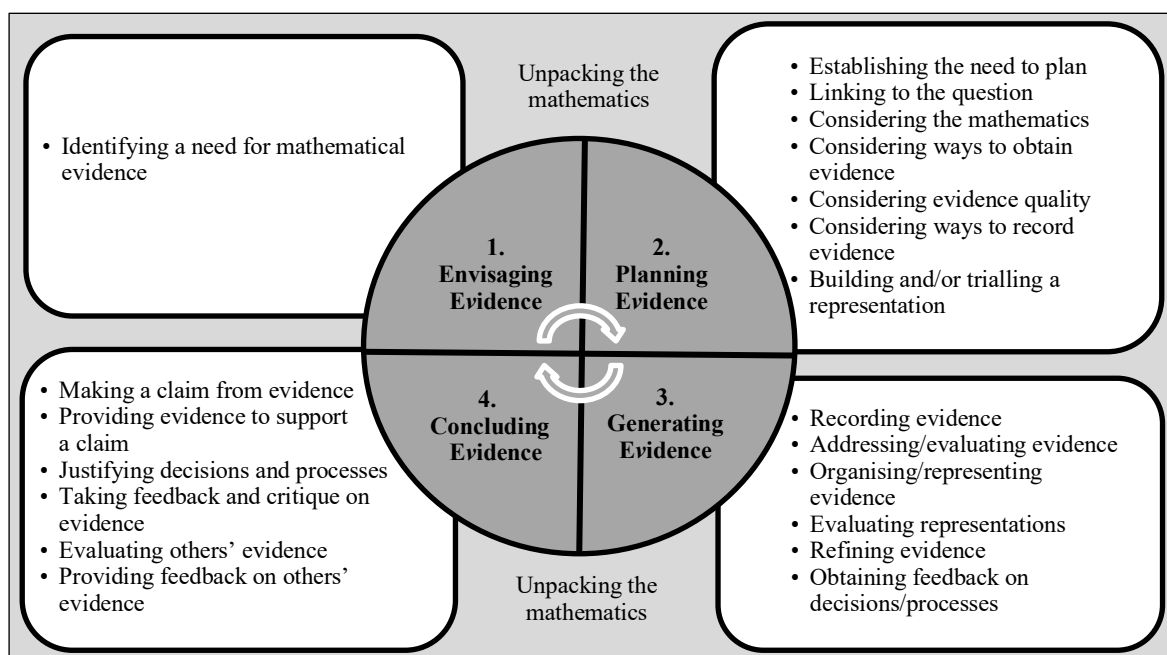 Unpacking the
mathematics
• Identifying a need for mathematical
evidence
• Establishing the need to plan
• Linking to the question
• Considering the mathematics
• Considering ways to obtain
evidence
• Considering evidence quality
• Considering ways to record
evidence
• Building and/or trialling a
representation
1.
Envisaging
Evidence
2.
Planning
Evidence
4.
Concluding
Evidence
3.
Generating
Evidence
• Making a claim from evidence
• Providing evidence to support
a claim
• Justifying decisions and processes
• Taking feedback and critique on
evidence
• Evaluating others’ evidence
• Providing feedback on others’
evidence
• Recording evidence
• Addressing/evaluating evidence
• Organising/representing
evidence
• Evaluating representations
• Refining evidence
• Obtaining feedback on
decisions/processes
Unpacking the
mathematics